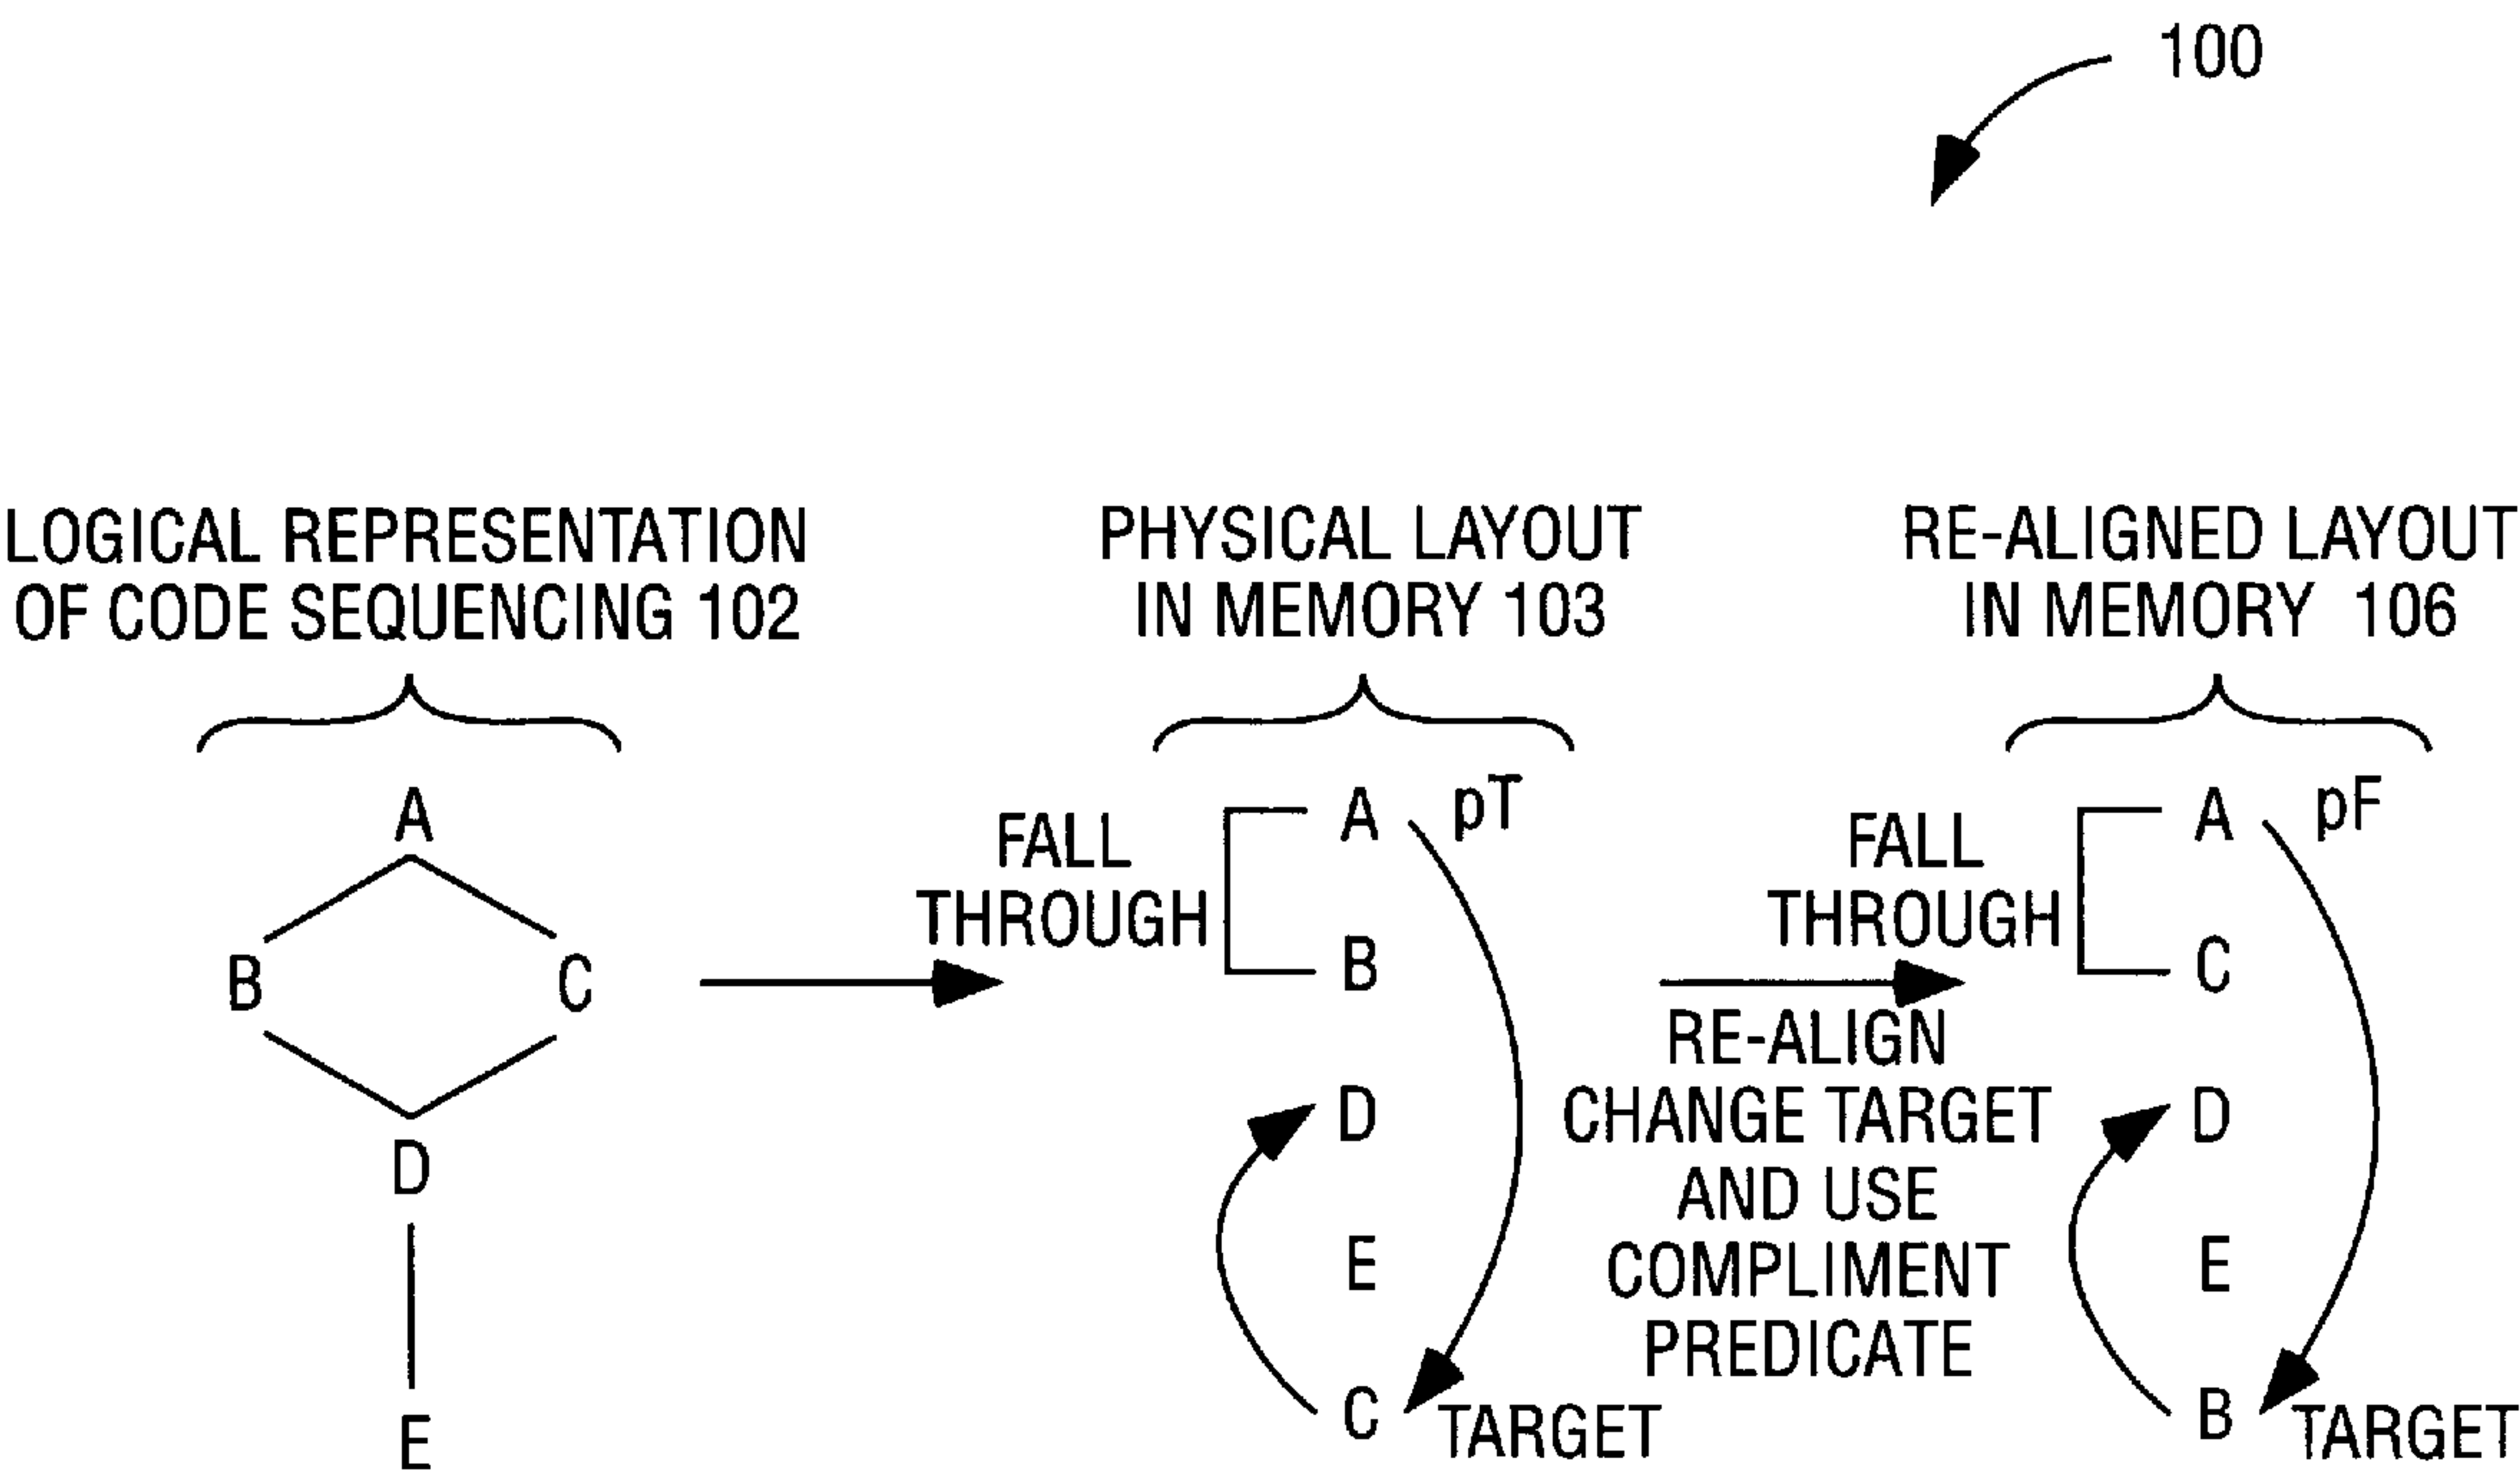 100
LOGICAL REPRESENTATION
OF CODE SEQUENCING 102
A
B C
D
E
PHYSICAL LAYOUT
IN MEMORY 103
FALL
THROUGH
A pT
B
D
E
C TARGET
RE-ALIGN
CHANGE TARGET
AND USE
COMPLIMENT
PREDICATE
RE-ALIGNED LAYOUT
IN MEMORY 106
FALL
THROUGH
A pF
C
D
E
B TARGET